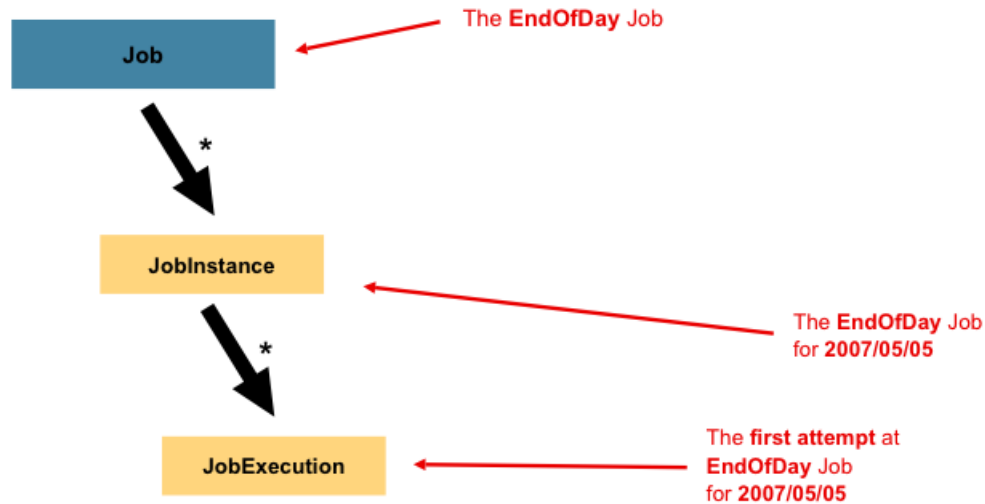 The EndOfDay Job
Job
*
JobInstance
The EndOfDay Job
for 2007/05/05
*
The first attempt at
EndOfDay Job
for 2007/05/05
JobExecution